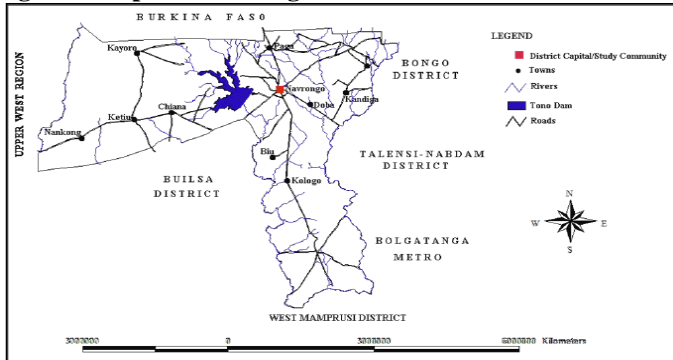 BURKINA FASO
LEGEND
District Capital/Study Community
Towns
Rivers
Tono Dam
Roads
UPPER WEST REGION
Kayoro
Paga
BONGO
DISTRICT
Navrongo
Doba
Kandiga
Chiana
Ketiu
Nankong
Biu
TALENSI-NABDAM
DISTRICT
BUILSA
DISTRICT
Kologo
N
W
E
S
BOLGATANGA
METRO
WEST MAMPRUSI DISTRICT
3000000 0 3000000 6000000 Kilometers